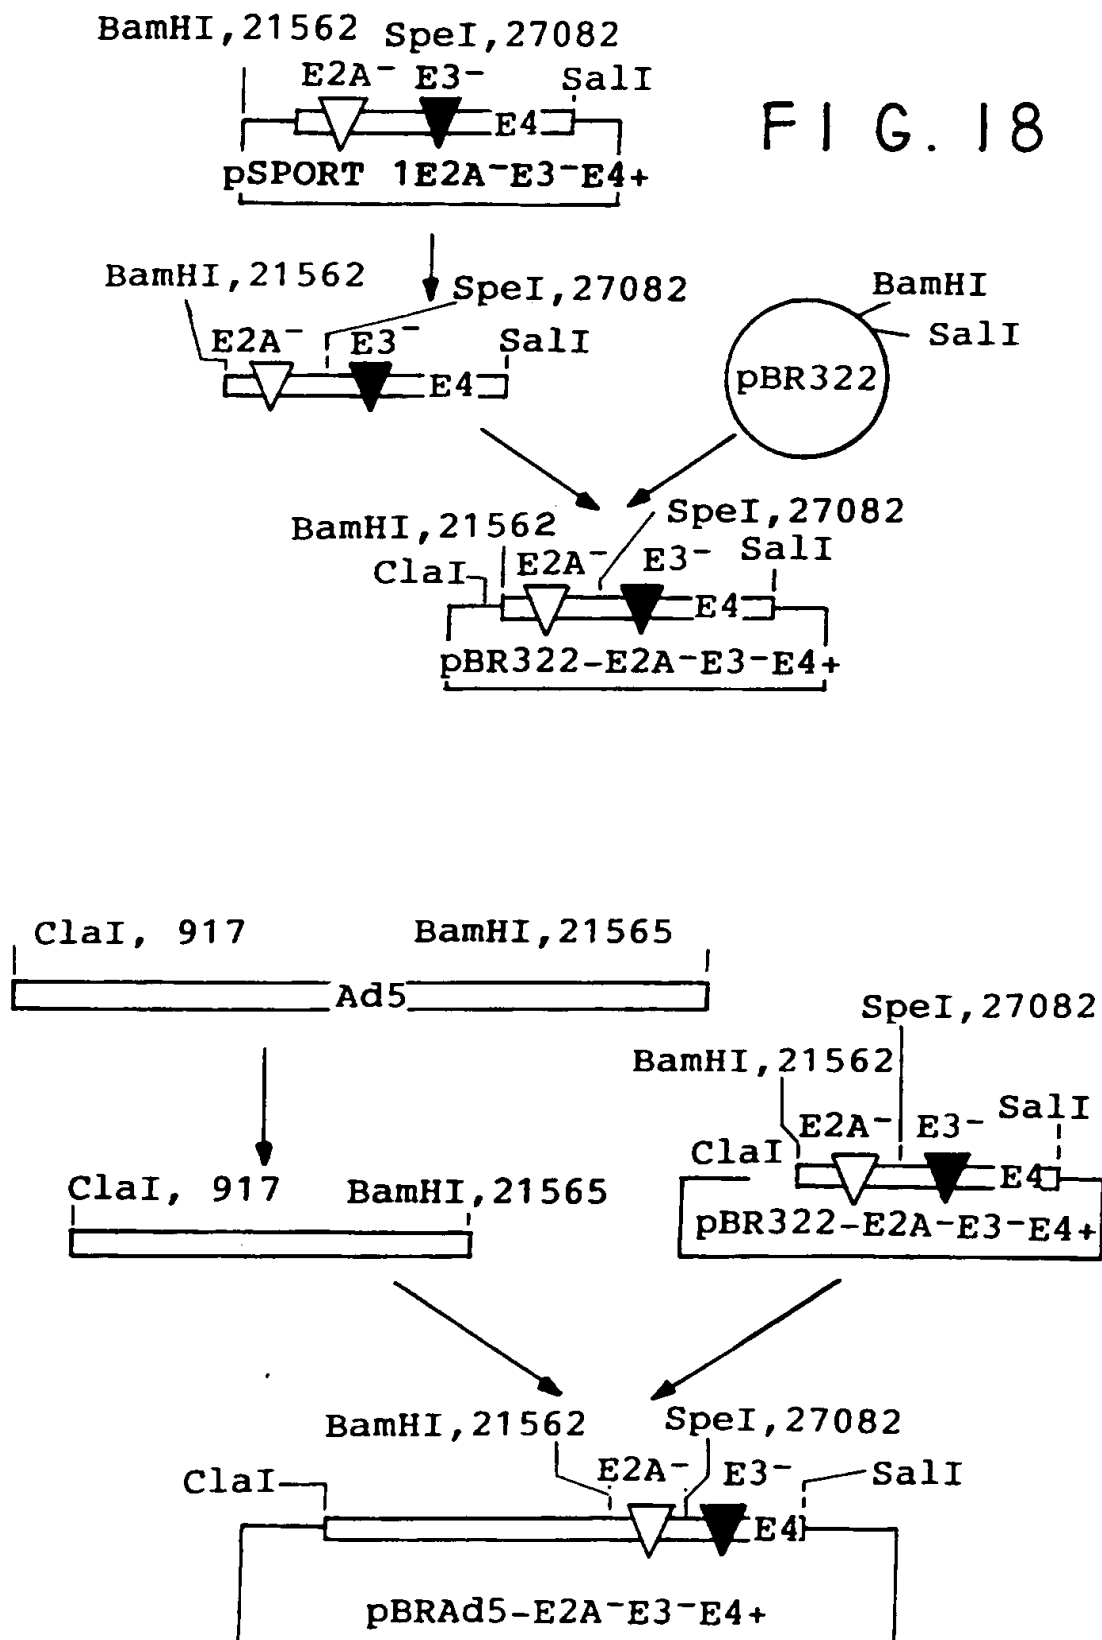 BamHI,21562 SpeI,27082
E2A⁻ E3⁻ SalI
E4
FIG. 18
pSPORT 1E2A⁻E3⁻E4+
BamHI,21562
SpeI,27082
E2A⁻ E3⁻ SalI
E4
BamHI
SalI
pBR322
BamHI,21562
SpeI,27082
ClaI E2A⁻ E3⁻ SalI
E4
pBR322-E2A⁻E3⁻E4+
ClaI, 917 BamHI,21565
Ad5
SpeI,27082
BamHI,21562
ClaI E2A⁻ E3⁻ SalI
E4
pBR322-E2A⁻E3⁻E4+
ClaI, 917 BamHI,21565
BamHI,21562 SpeI,27082
ClaI E2A⁻ E3⁻ SalI
E4
pBRAd5-E2A⁻E3⁻E4+